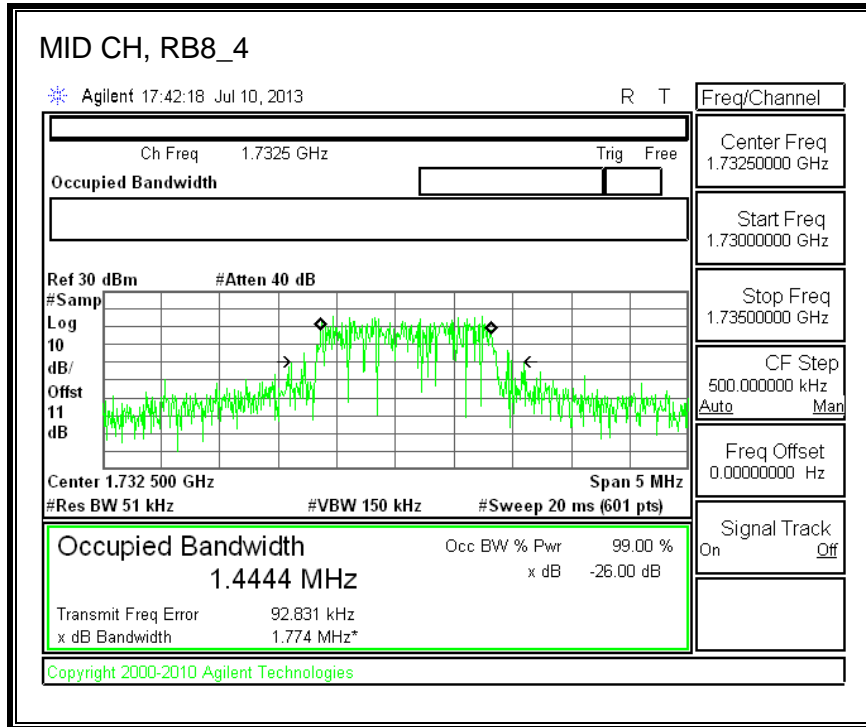 MID CH, RB8_4
Agilent 17:42:18 Jul 10, 2013 R T
Freq/Channel
Ch Freq 1.7325 GHz Trig Free
Occupied Bandwidth
Center Freq
1.73250000 GHz
Start Freq
1.73000000 GHz
Stop Freq
1.73500000 GHz
CF Step
500.000000 kHz
Auto Man
Freq Offset
0.00000000 Hz
Signal Track
On Off
Ref 30 dBm #Atten 40 dB
#Samp
Log
10
dB/
Offst
11
dB
Center 1.732 500 GHz Span 5 MHz
#Res BW 51 kHz #VBW 150 kHz #Sweep 20 ms (601 pts)
Occupied Bandwidth Occ BW % Pwr 99.00 %
1.4444 MHz x dB -26.00 dB
Transmit Freq Error 92.831 kHz
x dB Bandwidth 1.774 MHz*
Copyright 2000-2010 Agilent Technologies